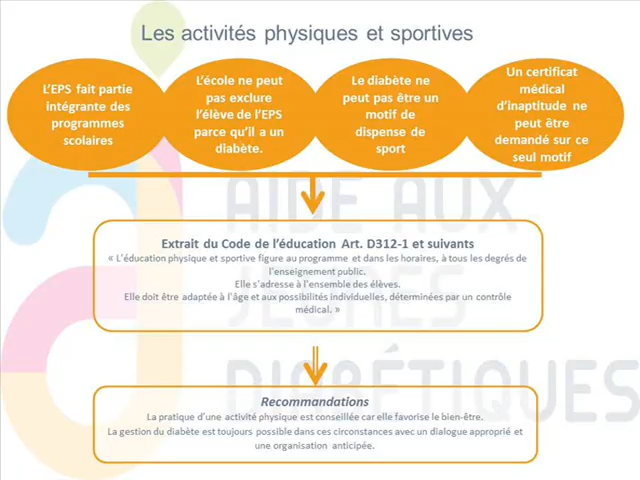 Les activités physiques et sportives
L'EPS fait partie
intégrante des
programmes
scolaires
L'école ne peut
pas exclure
l'élève de l'EPS
parce qu'il a un
diabète.
Le diabète ne
peut pas être un
motif de
dispense de
sport
Un certificat
médical
d'inaptitude ne
peut être
demandé sur ce
seul motif
Extrait du Code de l'éducation Art. D312-1 et suivants
« L'éducation physique et sportive figure au programme et dans les horaires, à tous les degrés de
l'enseignement public.
Elle s'adresse à l'ensemble des élèves.
Elle doit être adaptée à l'âge et aux possibilités individuelles, déterminées par un contrôle
médical. »
Recommandations
La pratique d'une activité physique est conseillée car elle favorise le bien-être.
La gestion du diabète est toujours possible dans ces circonstances avec un dialogue approprié et
une organisation anticipée.
AIDE AUX
JEUNES
DIABÉTIQUES